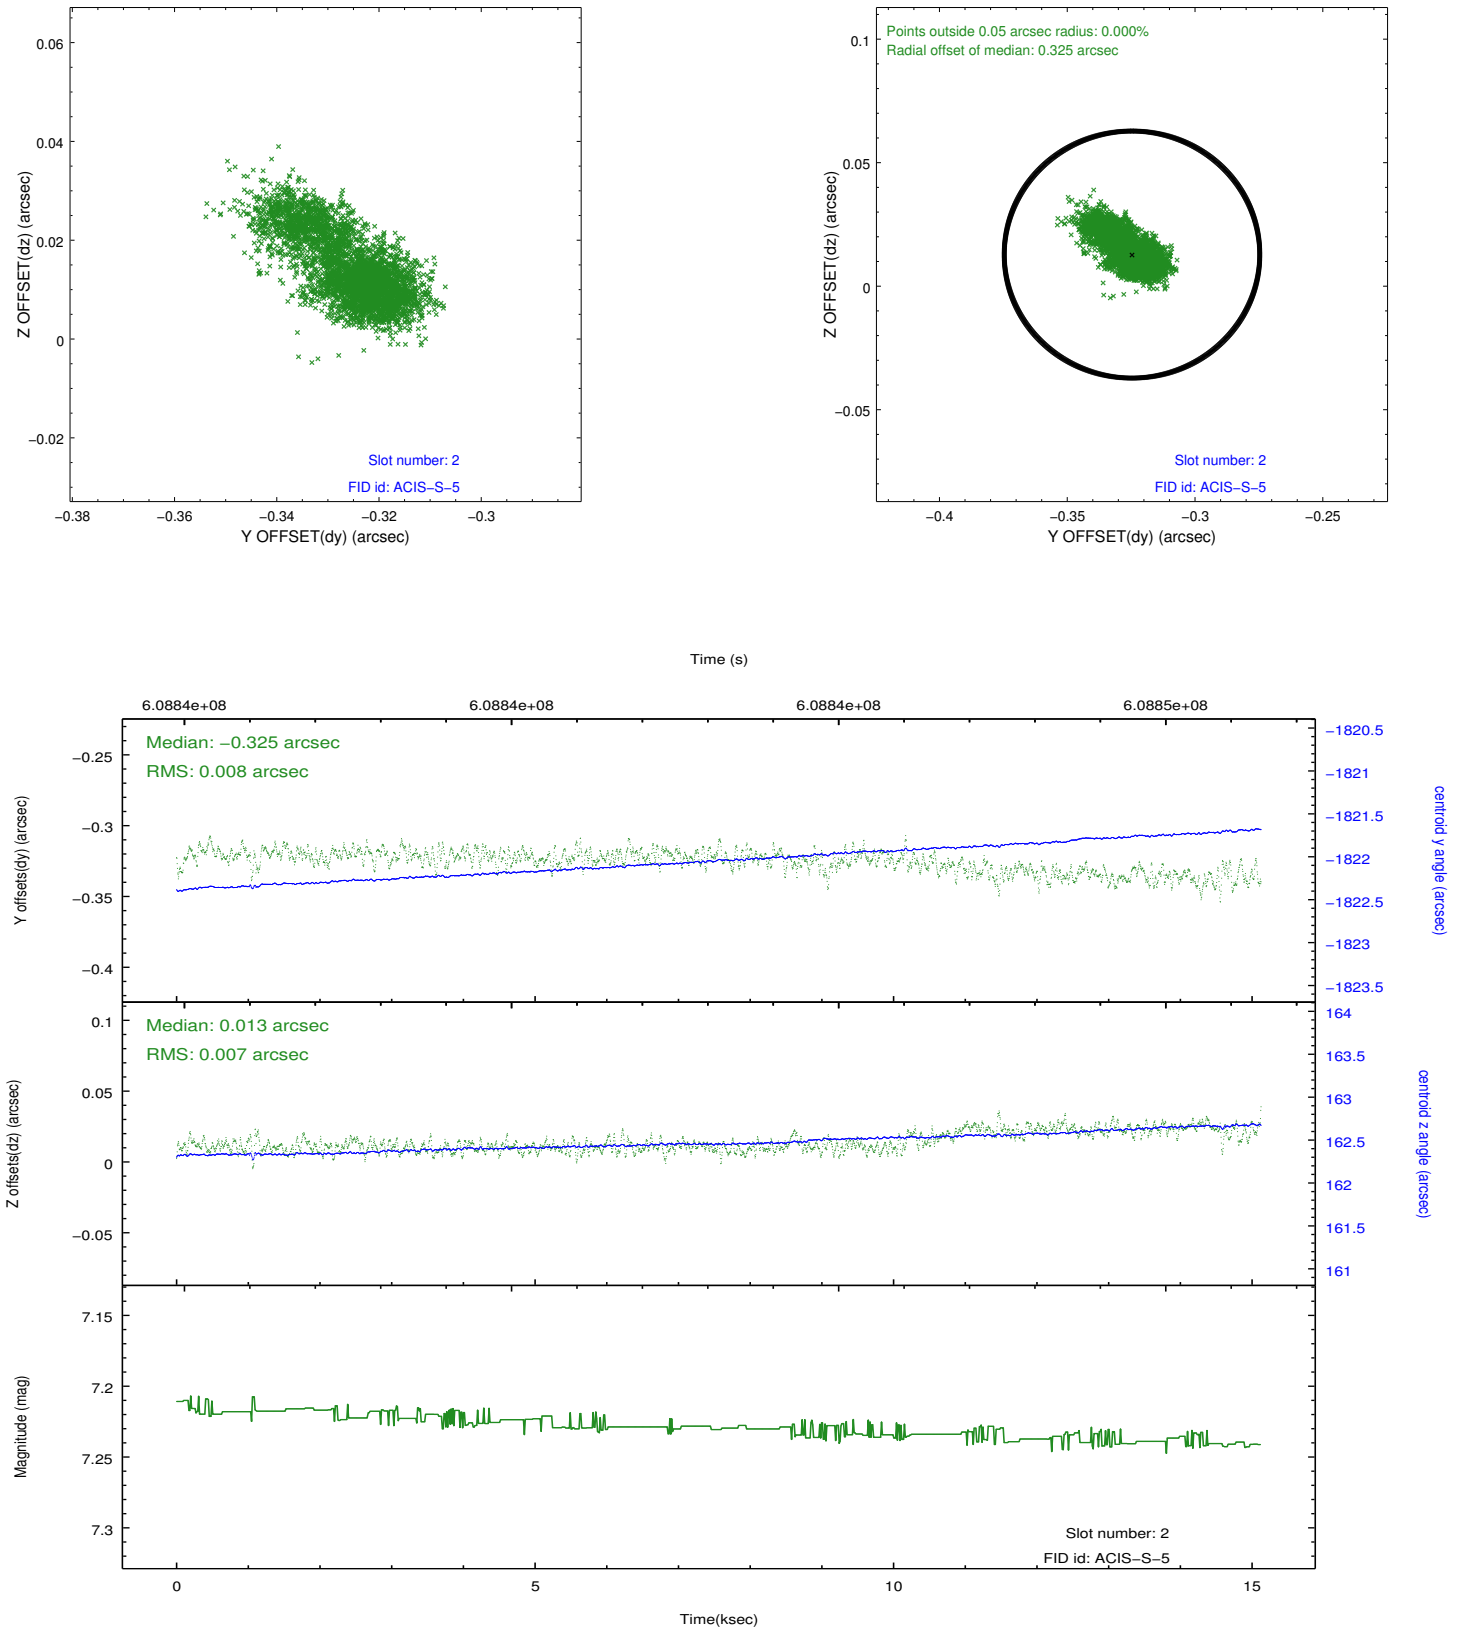 0.06
0.04
0.02
0
−0.02
Z OFFSET(dz) (arcsec)
Slot number: 2
FID id: ACIS−S−5
−0.38
−0.36
−0.34
−0.32
−0.3
Y OFFSET(dy) (arcsec)
Points outside 0.05 arcsec radius: 0.000%
Radial offset of median: 0.325 arcsec
0.1
0.05
0
−0.05
Z OFFSET(dz) (arcsec)
Slot number: 2
FID id: ACIS−S−5
−0.4
−0.35
−0.3
−0.25
Y OFFSET(dy) (arcsec)
Time (s)
6.0884e+08
6.0884e+08
6.0884e+08
6.0885e+08
Median: −0.325 arcsec
RMS: 0.008 arcsec
−0.25
−0.3
−0.35
−0.4
Y offsets(dy) (arcsec)
−1820.5
−1821
−1821.5
−1822
−1822.5
−1823
−1823.5
centroid y angle (arcsec)
Median: 0.013 arcsec
RMS: 0.007 arcsec
0.1
0.05
0
−0.05
Z offsets(dz) (arcsec)
164
163.5
163
162.5
162
161.5
161
centroid z angle (arcsec)
7.15
7.2
7.25
7.3
Magnitude (mag)
Slot number: 2
FID id: ACIS−S−5
0
5
10
15
Time(ksec)